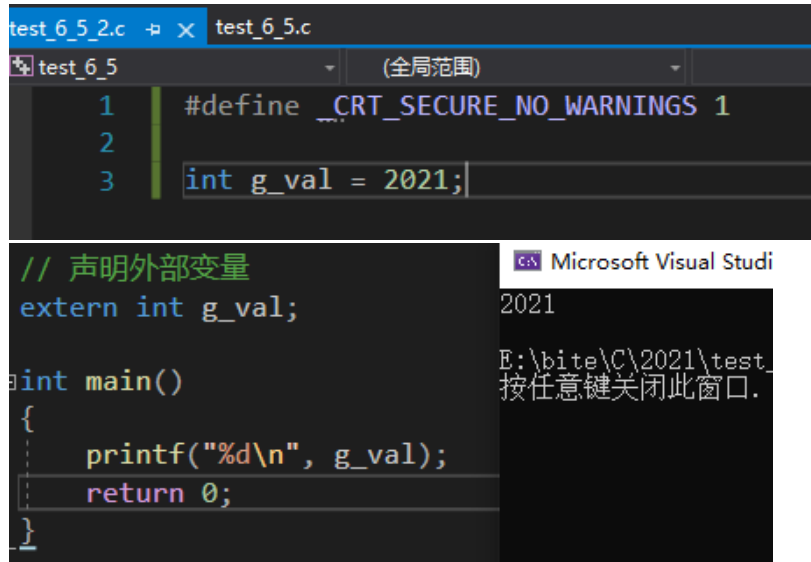 test_6_5_2.c test_6_5.c
test_6_5 (全局范围)
1 #define _CRT_SECURE_NO_WARNINGS 1
2
3 int g_val = 2021;
// 声明外部变量
extern int g_val;
int main()
{
printf("%d\n", g_val);
return 0;
}
Microsoft Visual Studi
2021
E:\bite\C\2021\test_
按任意键关闭此窗口.